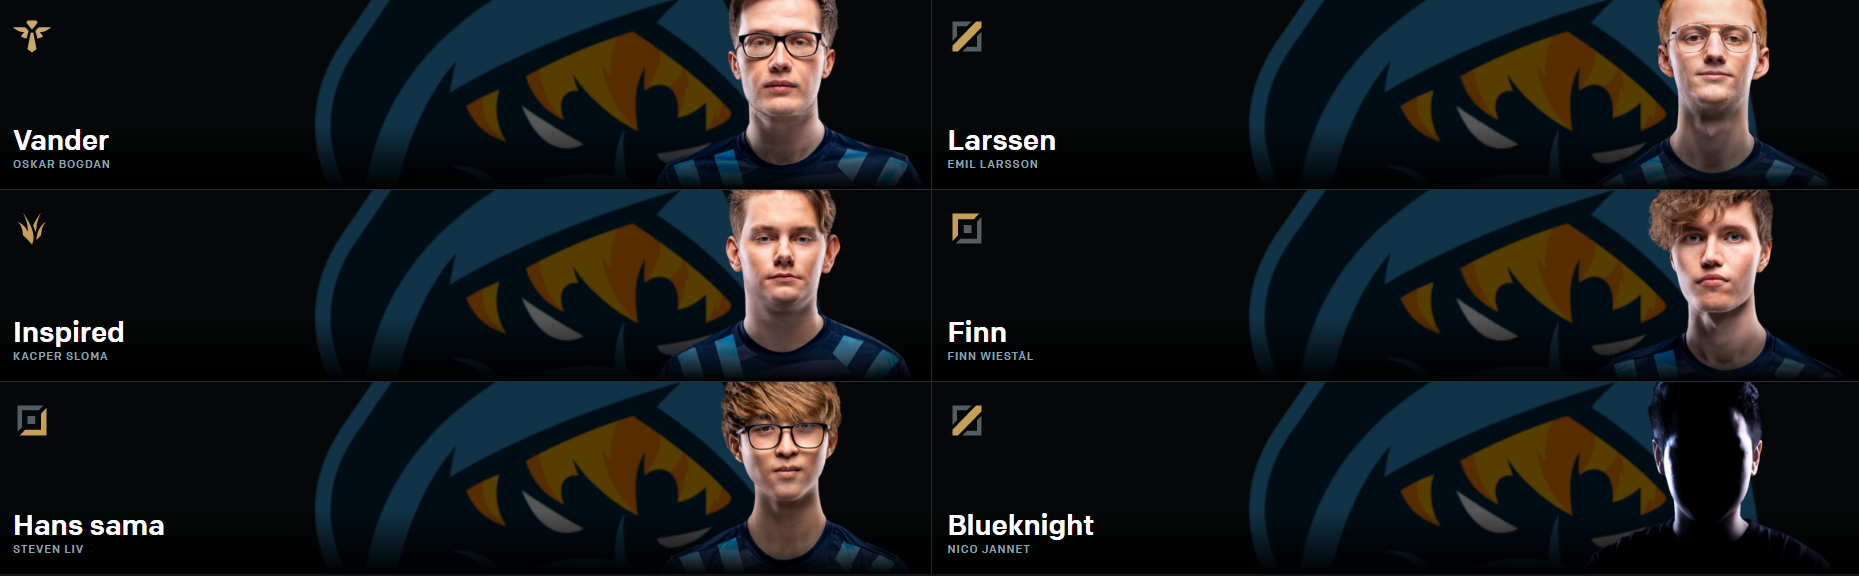 Vander
OSKAR BOGDAN
Larssen
EMIL LARSSON
Inspired
KACPER SLOMA
Finn
FINN WIESTÅL
Hans sama
STEVEN LIV
Blueknight
NICO JANNET